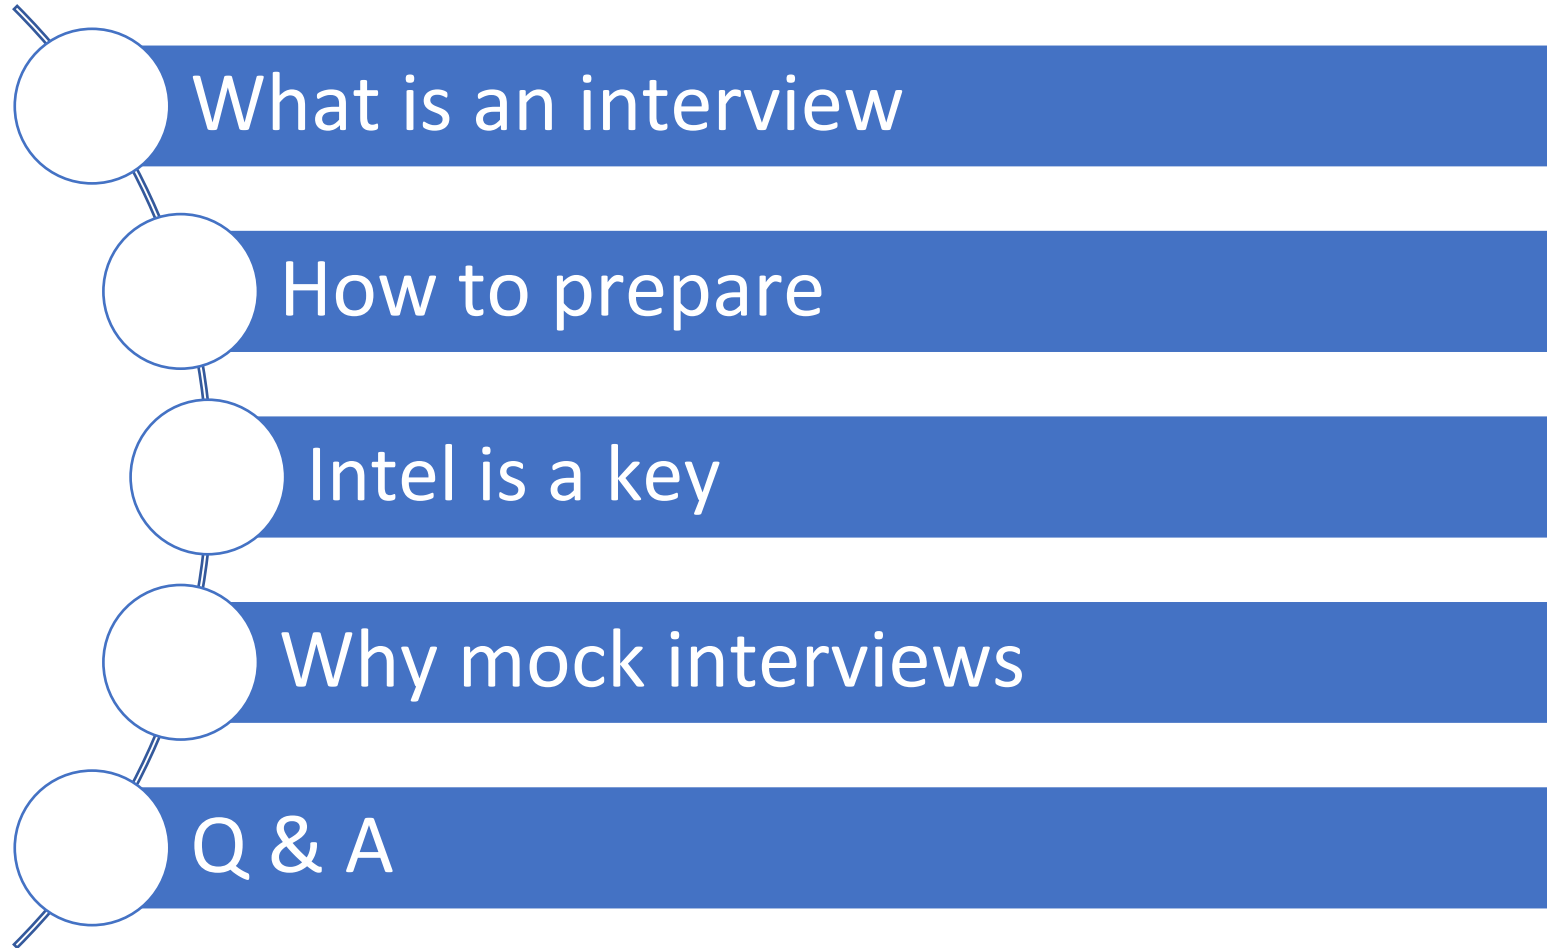 What is an interview
How to prepare
Intel is a key
Why mock interviews
Q & A